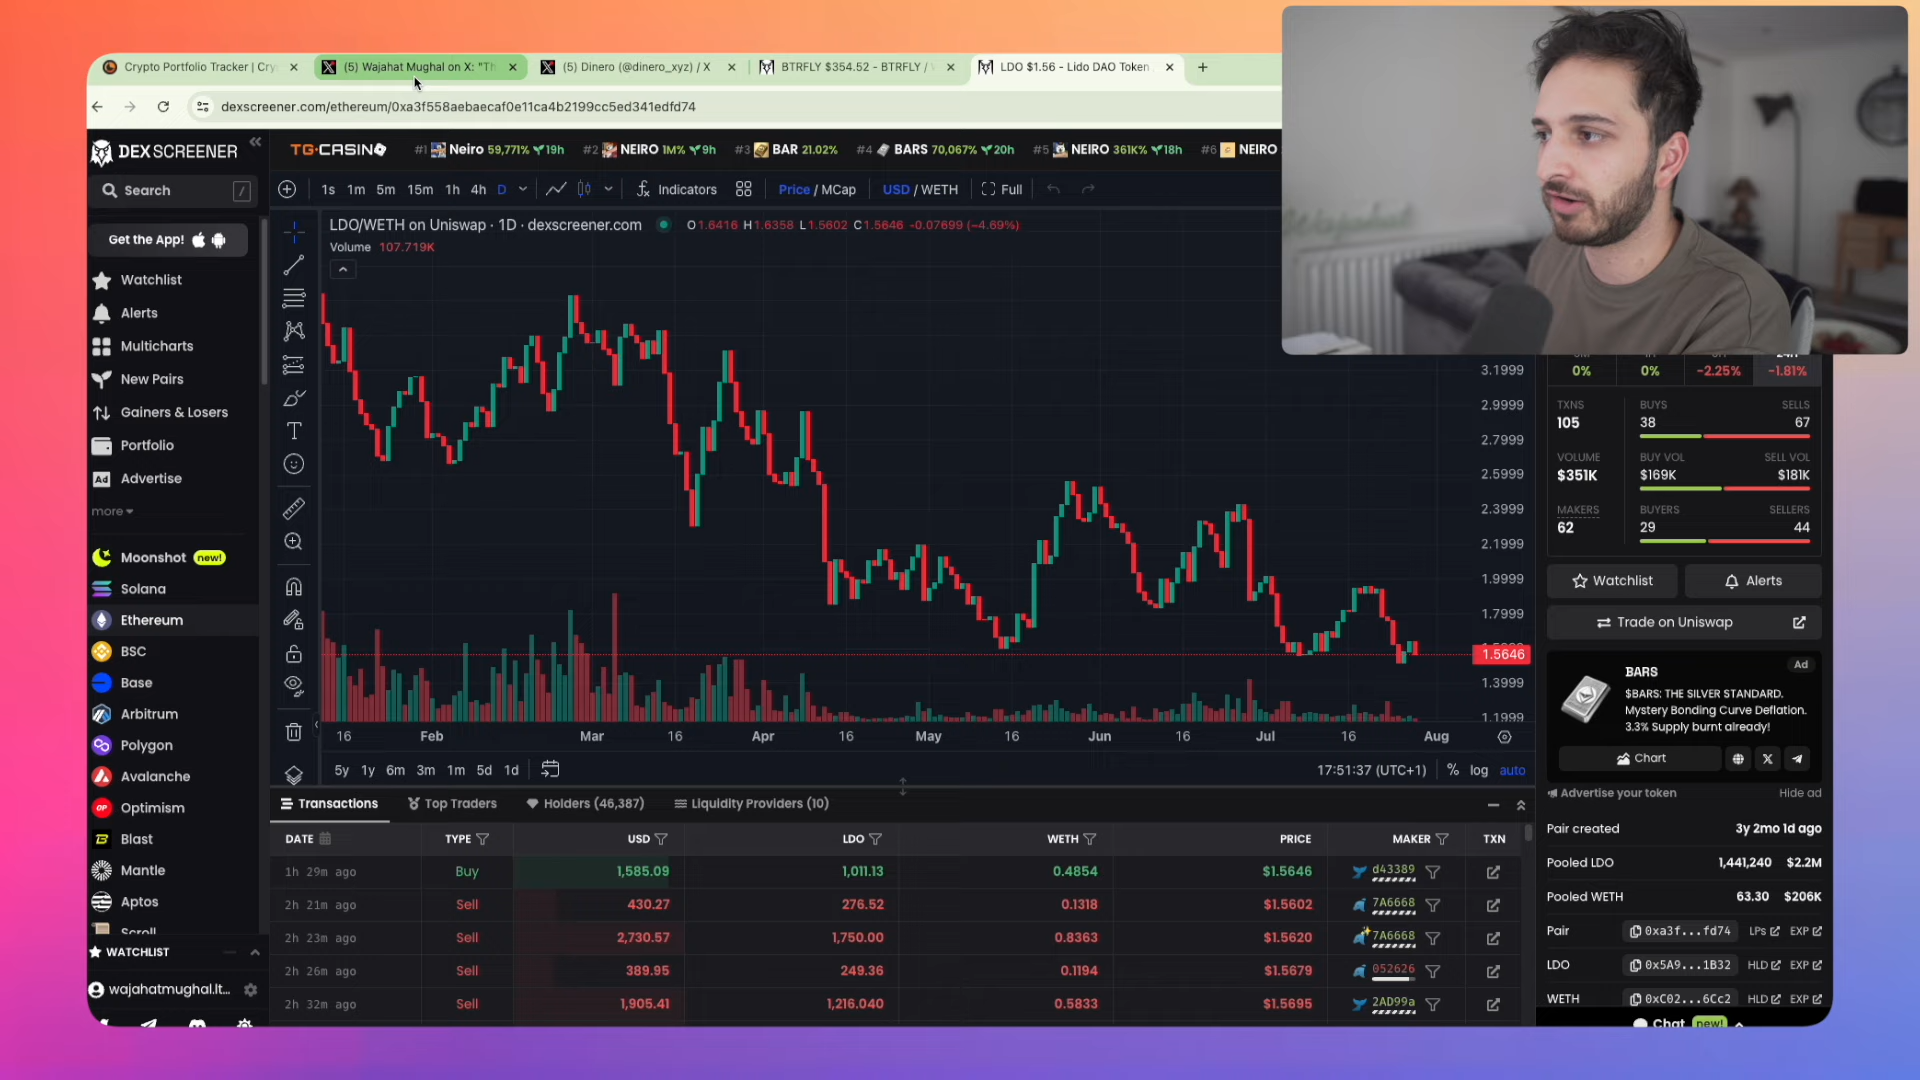 Crypto Portfolio Tracker | Cry
(5) Wajahat Mughal on X: "Th
(5) Dinero (@dinero_xyz) / X
BTRFLY $354.52 - BTRFLY /
LDO $1.56 - Lido DAO Token
dexscreener.com/ethereum/0xa3f558aebaecaf0e11ca4b2199cc5ed341edfd74
DEX SCREENER
TG.CASINO
#1 Neiro 59,771% 19h
#2 NEIRO 1M% 9h
#3 BAR 21.02%
#4 BARS 70,067% 20h
#5 NEIRO 361K% 18h
#6 NEIRO
Search /
1s 1m 5m 15m 1h 4h D
Indicators
Price / MCap
USD / WETH
Full
Get the App!
Watchlist
Alerts
Multicharts
New Pairs
Gainers & Losers
Portfolio
Ad Advertise
more
Moonshot new!
Solana
Ethereum
BSC
Base
Arbitrum
Polygon
Avalanche
OP Optimism
Blast
Mantle
Aptos
Scroll
WATCHLIST
wajahatmughal.lt...
LDO/WETH on Uniswap · 1D · dexscreener.com
O1.6416 H1.6358 L1.5602 C1.5646 -0.07699 (-4.69%)
Volume 107.719K
3.1999
2.9999
2.7999
2.5999
2.3999
2.1999
1.9999
1.7999
1.5646
1.3999
1.1999
16 Feb Mar 16 Apr 16 May 16 Jun 16 Jul 16 Aug
5y 1y 6m 3m 1m 5d 1d
17:51:37 (UTC+1) % log auto
Transactions
Top Traders
Holders (46,387)
Liquidity Providers (10)
DATE TYPE USD LDO WETH PRICE MAKER TXN
1h 29m ago Buy 1,585.09 1,011.13 0.4854 $1.5646 d43389
2h 21m ago Sell 430.27 276.52 0.1318 $1.5602 7A6668
2h 23m ago Sell 2,730.57 1,750.00 0.8363 $1.5620 7A6668
2h 26m ago Sell 389.95 249.36 0.1194 $1.5679 052626
2h 32m ago Sell 1,905.41 1,216.040 0.5833 $1.5695 2AD99a
0% 0% -2.25% -1.81%
TXNS BUYS SELLS
105 38 67
VOLUME BUY VOL SELL VOL
$351K $169K $181K
MAKERS BUYERS SELLERS
62 29 44
Watchlist Alerts
Trade on Uniswap
BARS Ad
$BARS: THE SILVER STANDARD.
Mystery Bonding Curve Deflation.
3.3% Supply burnt already!
Chart
Advertise your token Hide ad
Pair created 3y 2mo 1d ago
Pooled LDO 1,441,240 $2.2M
Pooled WETH 63.30 $206K
Pair 0xa3f...fd74 LPs EXP
LDO 0x5A9...1B32 HLD EXP
WETH 0xC02...6Cc2 HLD EXP
Chat new!